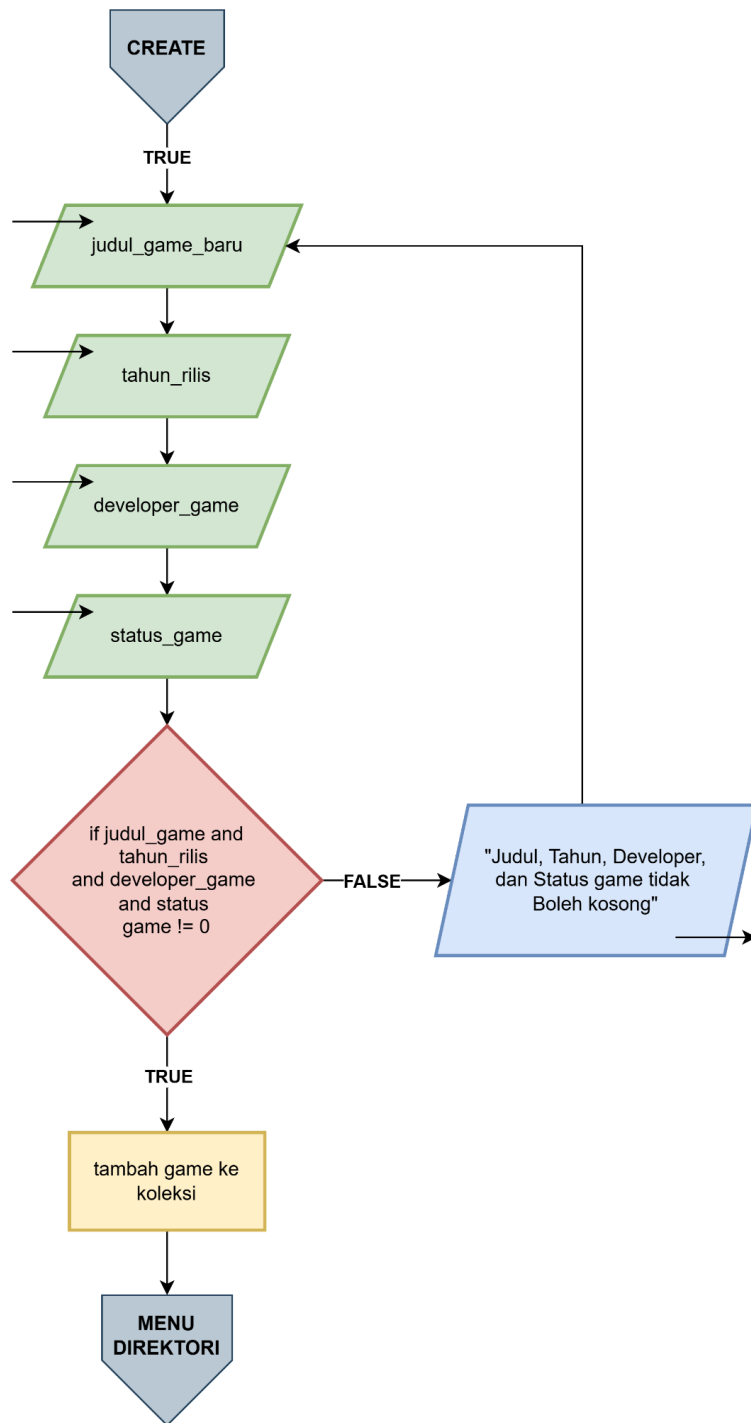 CREATE
TRUE
judul_game_baru
tahun_rilis
developer_game
status_game
if judul_game and
tahun_rilis
and developer_game
and status
game != 0
FALSE
"Judul, Tahun, Developer,
dan Status game tidak
Boleh kosong"
TRUE
tambah game ke
koleksi
MENU
DIREKTORI